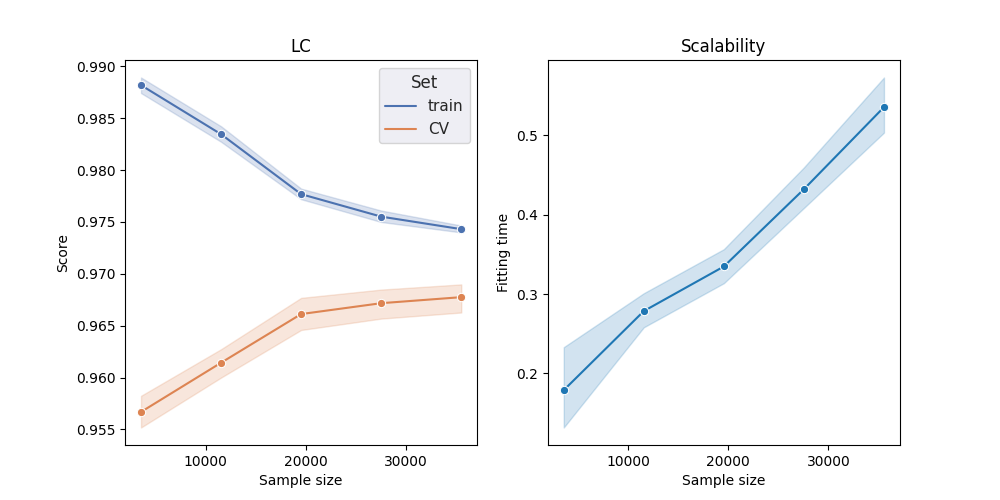 LC
Score
0.990
0.985
0.980
0.975
0.970
0.965
0.960
0.955
Set
train
CV
10000 20000 30000
Sample size
Scalability
Fitting time
0.5
0.4
0.3
0.2
10000 20000 30000
Sample size